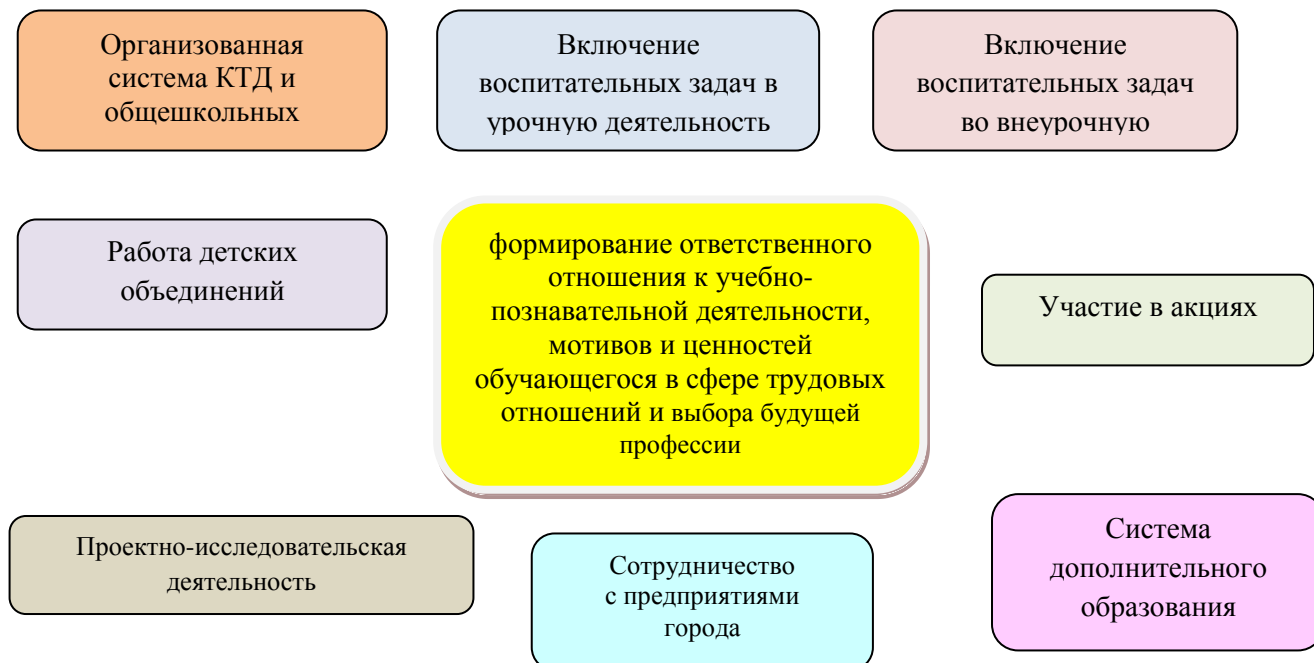 Организованная
система КТД и
общешкольных
Включение
воспитательных задач в
урочную деятельность
Включение
воспитательных задач
во внеурочную
Работа детских
объединений
формирование ответственного
отношения к учебно-
познавательной деятельности,
мотивов и ценностей
обучающегося в сфере трудовых
отношений и выбора будущей
профессии
Участие в акциях
Проектно-исследовательская
деятельность
Сотрудничество
с предприятиями
города
Система
дополнительного
образования